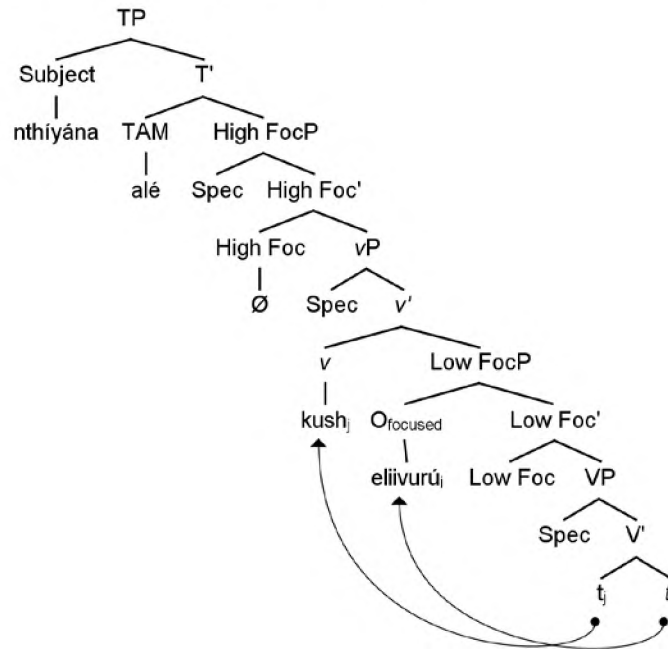 TP
Subject T'
nthíyána TAM High FocP
alé Spec High Foc'
High Foc vP
Ø Spec v'
v Low FocP
kushj Ofocused Low Foc'
eliivurúi Low Foc VP
Spec V'
tj